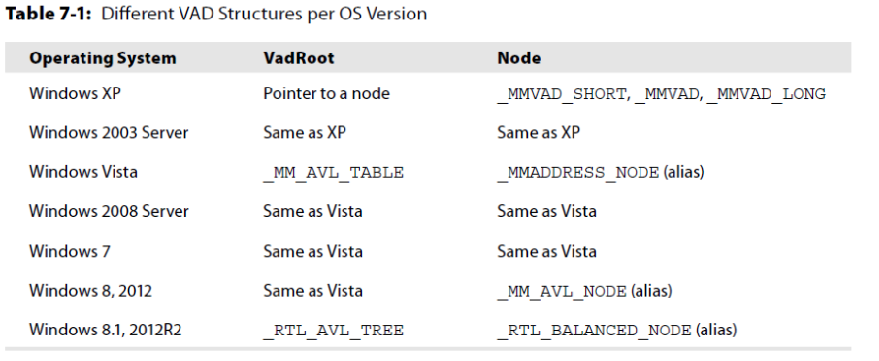 Table 7-1: Different VAD Structures per OS Version
Operating System VadRoot Node
Windows XP Pointer to a node _MMVAD_SHORT, _MMVAD, _MMVAD_LONG
Windows 2003 Server Same as XP Same as XP
Windows Vista _MM_AVL_TABLE _MMADDRESS_NODE (alias)
Windows 2008 Server Same as Vista Same as Vista
Windows 7 Same as Vista Same as Vista
Windows 8, 2012 Same as Vista _MM_AVL_NODE (alias)
Windows 8.1, 2012R2 _RTL_AVL_TREE _RTL_BALANCED_NODE (alias)